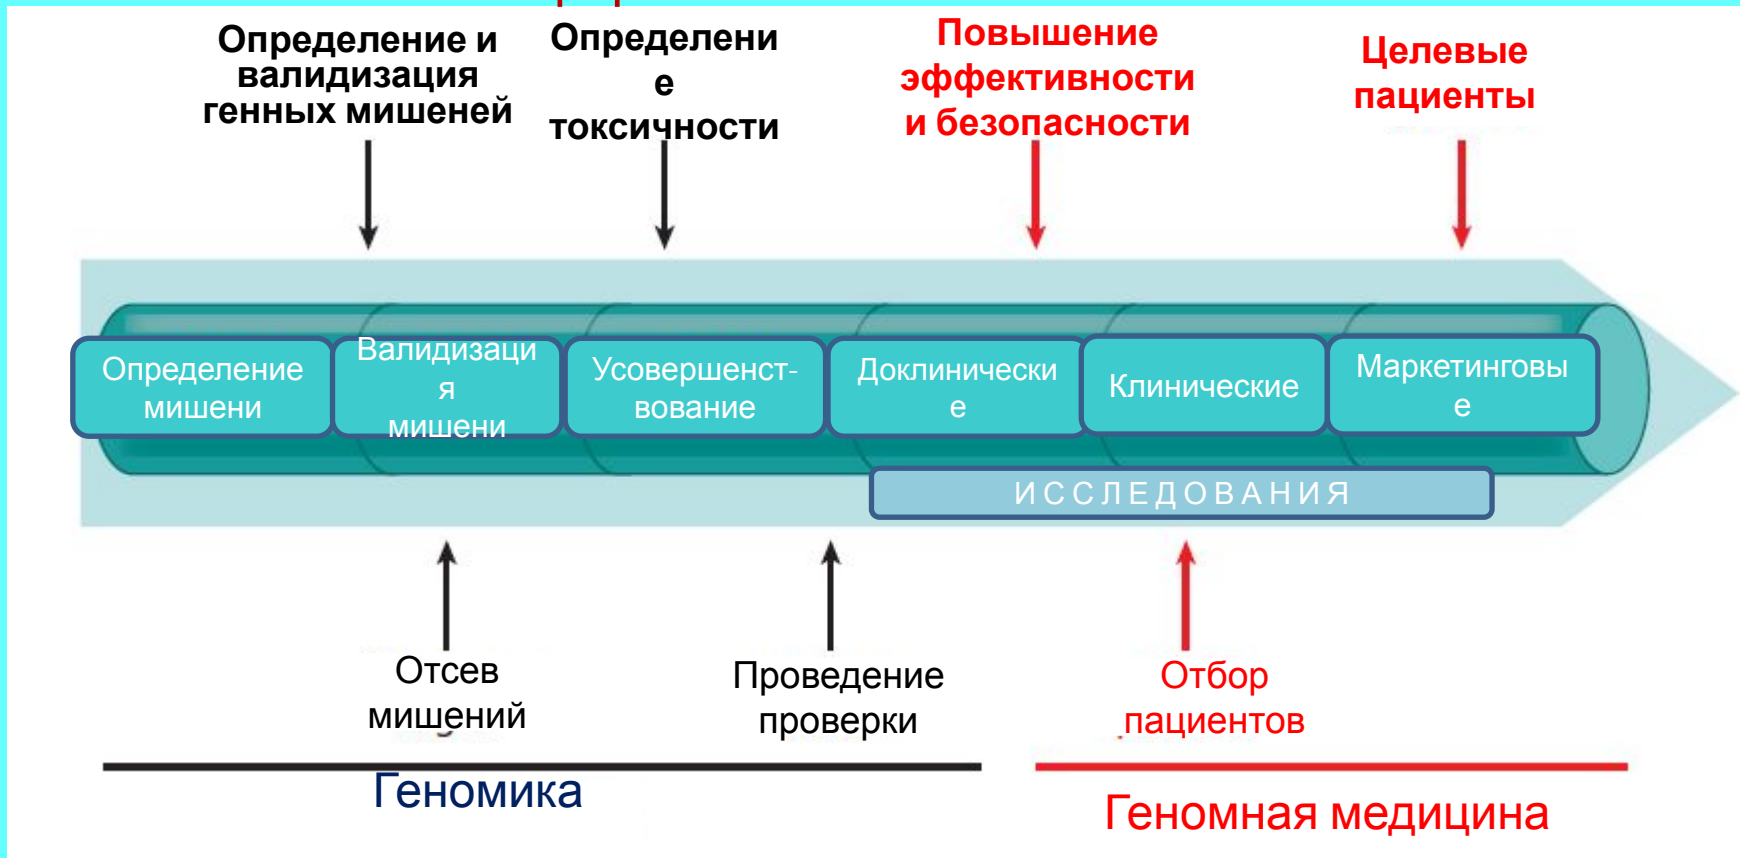 Определение и
валидизация
генных мишеней
Определени
е
токсичности
Повышение
эффективности
и безопасности
Целевые
пациенты
Определение
мишени
Валидизаци
я
мишени
Усовершенст-
вование
Доклинически
е
Клинические
Маркетинговы
е
ИССЛЕДОВАНИЯ
Отсев
мишений
Проведение
проверки
Отбор
пациентов
Геномика
Геномная медицина